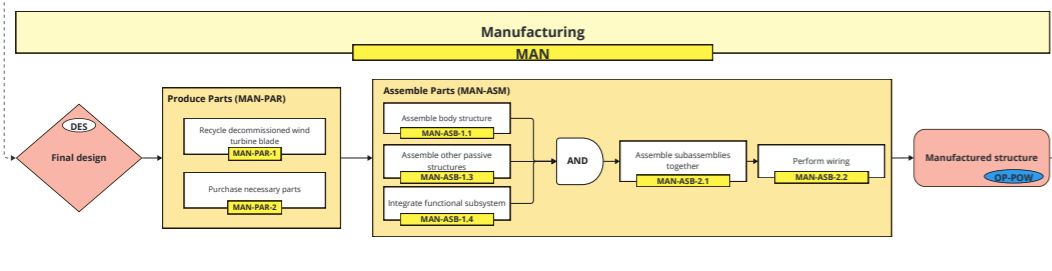 Manufacturing
MAN
DES
Final design
Produce Parts (MAN-PAR)
Recycle decommissioned wind
turbine blade
MAN-PAR-1
Purchase necessary parts
MAN-PAR-2
Assemble Parts (MAN-ASM)
Assemble body structure
MAN-ASB-1.1
Assemble other passive
structures
MAN-ASB-1.3
Integrate functional subsystem
MAN-ASB-1.4
AND
Assemble subassemblies
together
MAN-ASB-2.1
Perform wiring
MAN-ASB-2.2
Manufactured structure
OP-POW